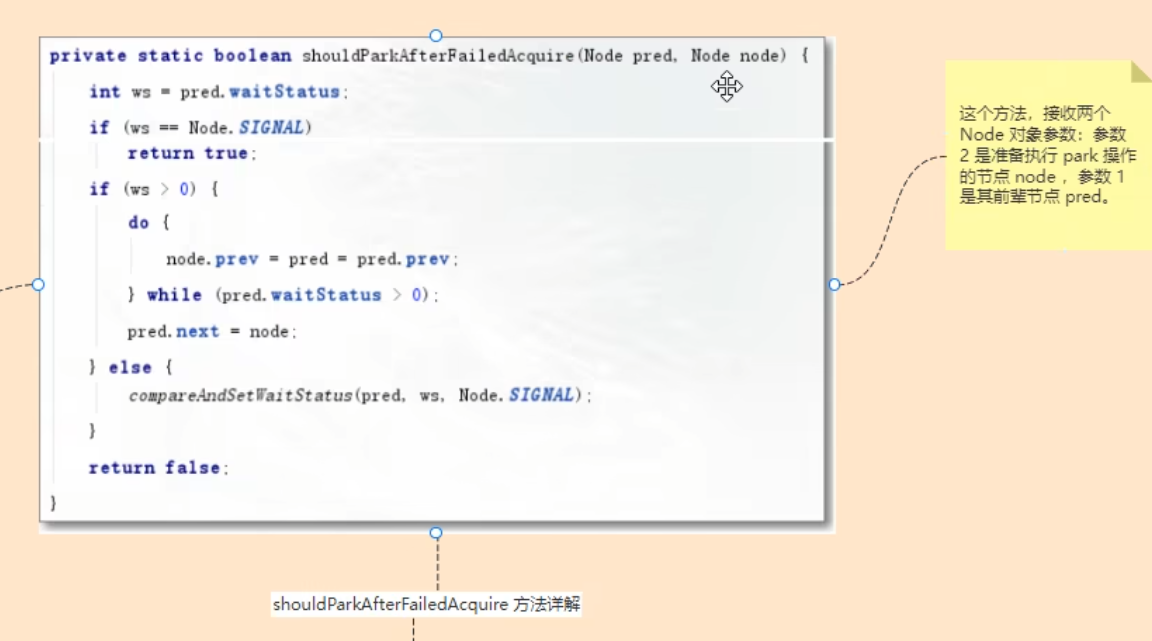 private static boolean shouldParkAfterFailedAcquire(Node pred, Node node) {
int ws = pred.waitStatus;
if (ws == Node.SIGNAL)
return true;
if (ws > 0) {
do {
node.prev = pred = pred.prev;
} while (pred.waitStatus > 0);
pred.next = node;
} else {
compareAndSetWaitStatus(pred, ws, Node.SIGNAL);
}
return false;
}
这个方法，接收两个
Node 对象参数：参数
2 是准备执行 park 操作
的节点 node ，参数 1
是其前辈节点 pred。
shouldParkAfterFailedAcquire 方法详解